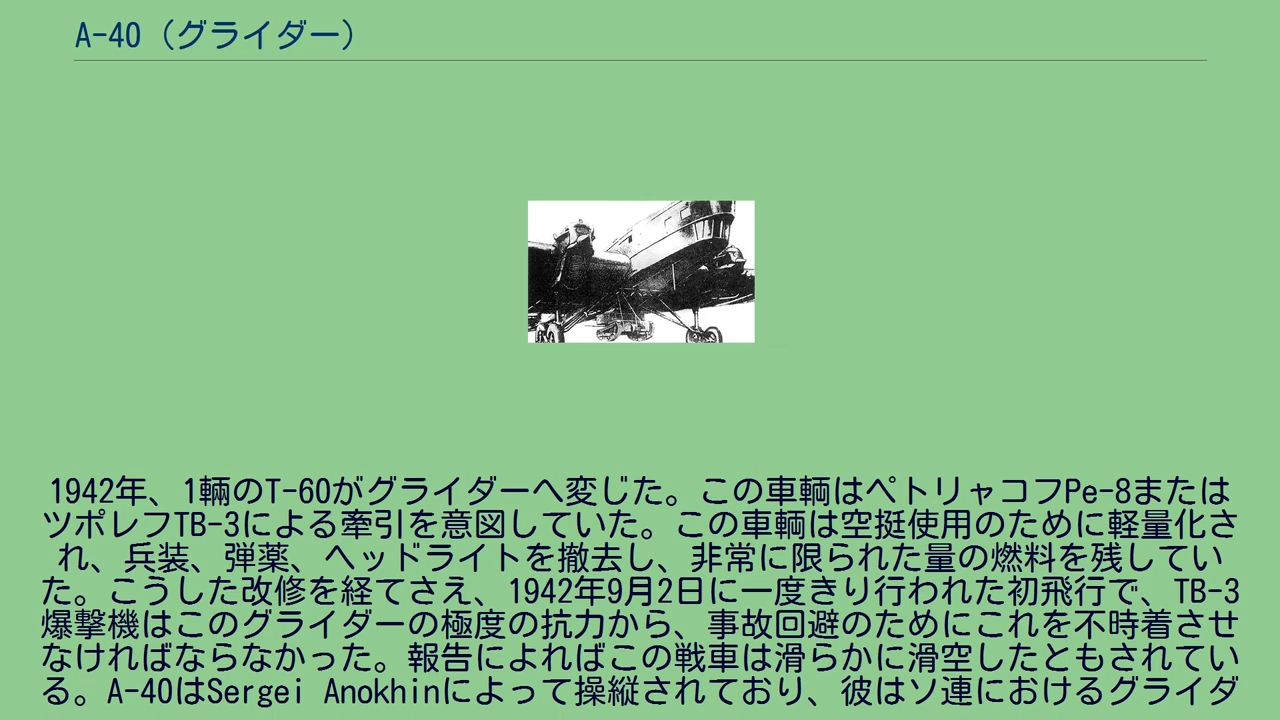 A-40（グライダー）
1942年、1輛のT-60がグライダーへ変じた。この車輌はペトリャコフPe-8または
ツポレフTB-3による牽引を意図していた。この車輌は空挺使用のために軽量化さ
れ、兵装、弾薬、ヘッドライトを撤去し、非常に限られた量の燃料を残してい
た。こうした改修を経てさえ、1942年9月2日に一度きり行われた初飛行で、TB-3
爆撃機はこのグライダーの極度の抗力から、事故回避のためにこれを不時着させ
なければならなかった。報告によればこの戦車は滑らかに滑空したともされてい
る。A-40はSergei Anokhinによって操縦されており、彼はソ連におけるグライダ